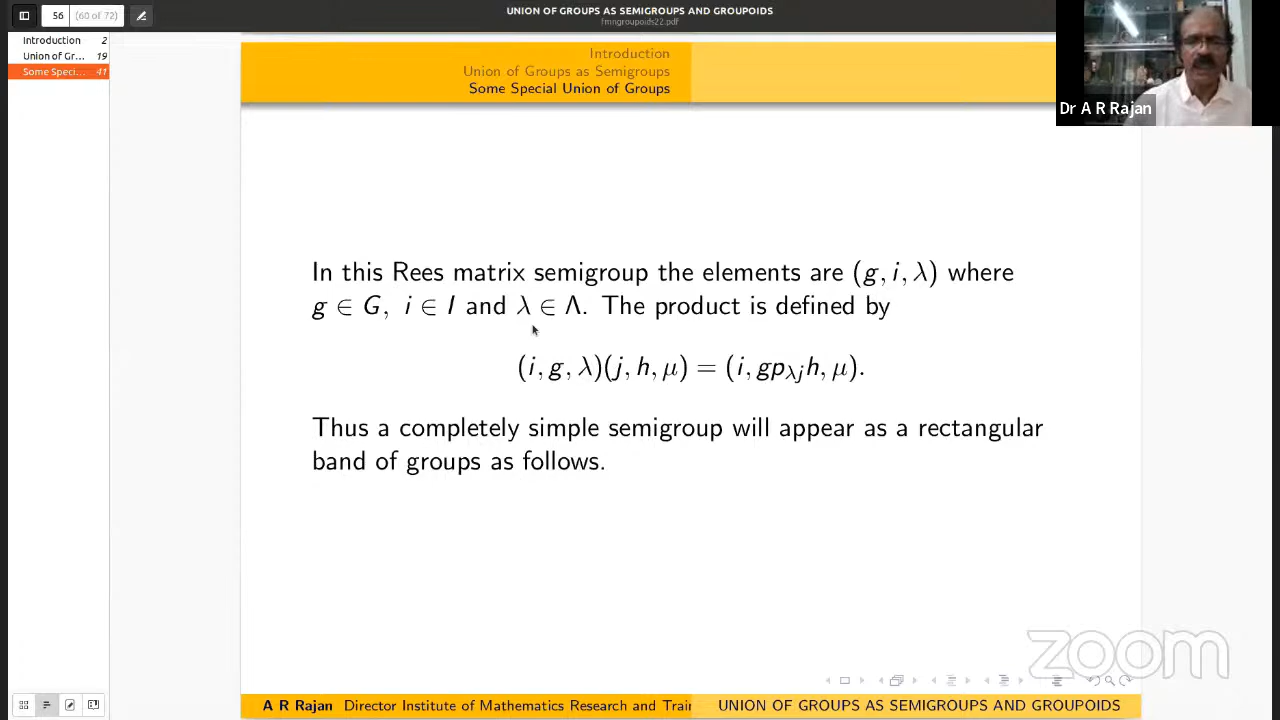 UNION OF GROUPS AS SEMIGROUPS AND GROUPOIDS
fmngroupoids22.pdf
56 (60 of 72)
Introduction 2
Union of Gr... 19
Some Speci... 41
Introduction
Union of Groups as Semigroups
Some Special Union of Groups
Dr A R Rajan
In this Rees matrix semigroup the elements are (g, i, λ) where
g ∈ G, i ∈ I and λ ∈ Λ. The product is defined by
(i, g, λ)(j, h, μ) = (i, gp_{λj}h, μ).
Thus a completely simple semigroup will appear as a rectangular
band of groups as follows.
zoom
A R Rajan Director Institute of Mathematics Research and Trai
UNION OF GROUPS AS SEMIGROUPS AND GROUPOIDS